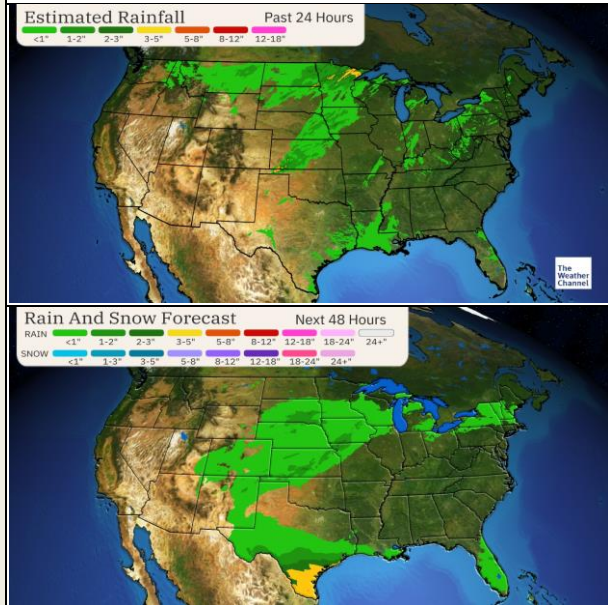 Estimated Rainfall Past 24 Hours
<1" 1-2" 2-3" 3-5" 5-8" 8-12" 12-18"
The
Weather
Channel
Rain And Snow Forecast Next 48 Hours
RAIN
<1" 1-2" 2-3" 3-5" 5-8" 8-12" 12-18" 18-24" 24+"
SNOW
<1" 1-3" 3-5" 5-8" 8-12" 12-18" 18-24" 24+"